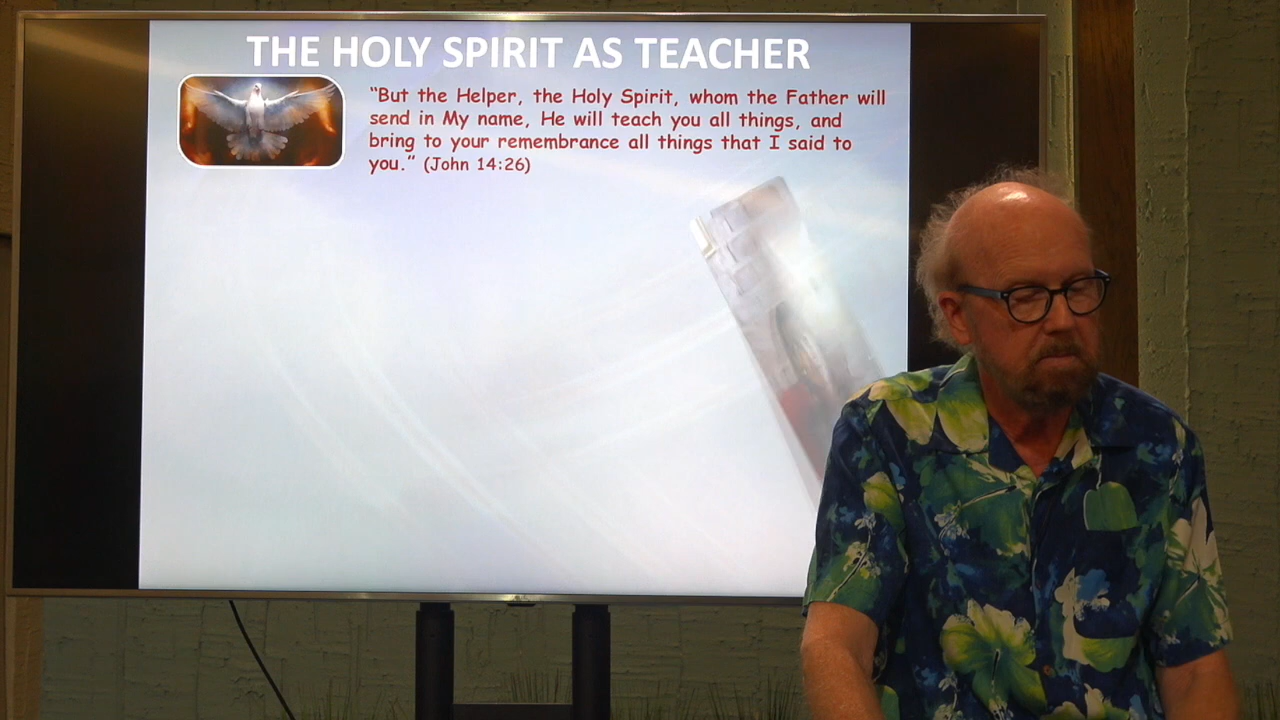 THE HOLY SPIRIT AS TEACHER
“But the Helper, the Holy Spirit, whom the Father will
send in My name, He will teach you all things, and
bring to your remembrance all things that I said to
you.” (John 14:26)